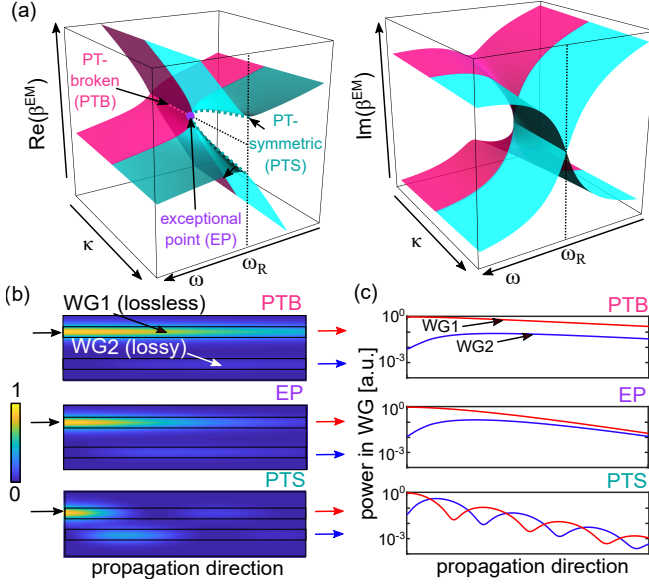 (a)
PT-
broken
(PTB)
PT-
symmetric
(PTS)
exceptional
point (EP)
Re(β^EM)
κ
ω
ω_R
Im(β^EM)
κ
ω
ω_R
(b)
WG1 (lossless)
PTB
WG2 (lossy)
EP
PTS
1
0
propagation direction
(c)
PTB
10^0
WG1
WG2
10^-3
EP
10^0
10^-3
PTS
10^0
10^-3
power in WG [a.u.]
propagation direction